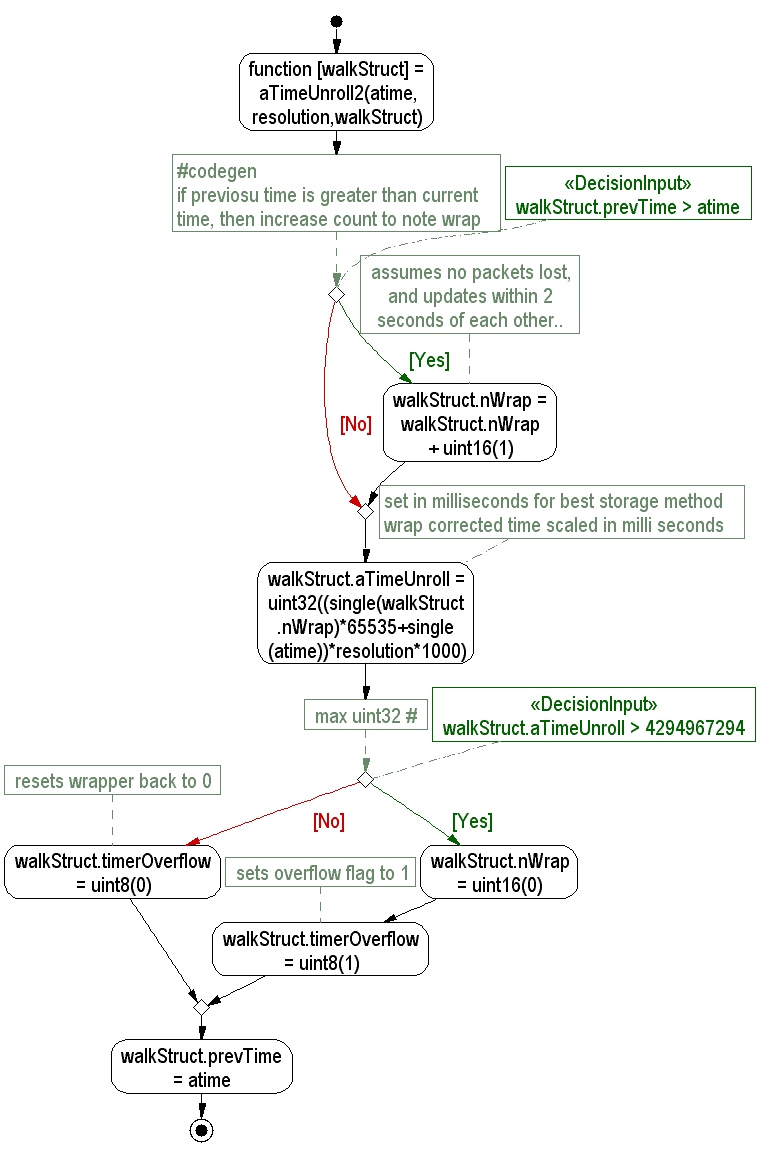 function [walkStruct] =
aTimeUnroll2(atime,
resolution,walkStruct)
#codegen
if previosu time is greater than current
time, then increase count to note wrap
«DecisionInput»
walkStruct.prevTime > atime
assumes no packets lost,
and updates within 2
seconds of each other..
[Yes]
walkStruct.nWrap =
walkStruct.nWrap
+ uint16(1)
[No]
set in milliseconds for best storage method
wrap corrected time scaled in milli seconds
walkStruct.aTimeUnroll =
uint32((single(walkStruct
.nWrap)*65535+single
(atime))*resolution*1000)
max uint32 #
«DecisionInput»
walkStruct.aTimeUnroll > 4294967294
resets wrapper back to 0
[No]
[Yes]
walkStruct.timerOverflow
= uint8(0)
sets overflow flag to 1
walkStruct.nWrap
= uint16(0)
walkStruct.timerOverflow
= uint8(1)
walkStruct.prevTime
= atime